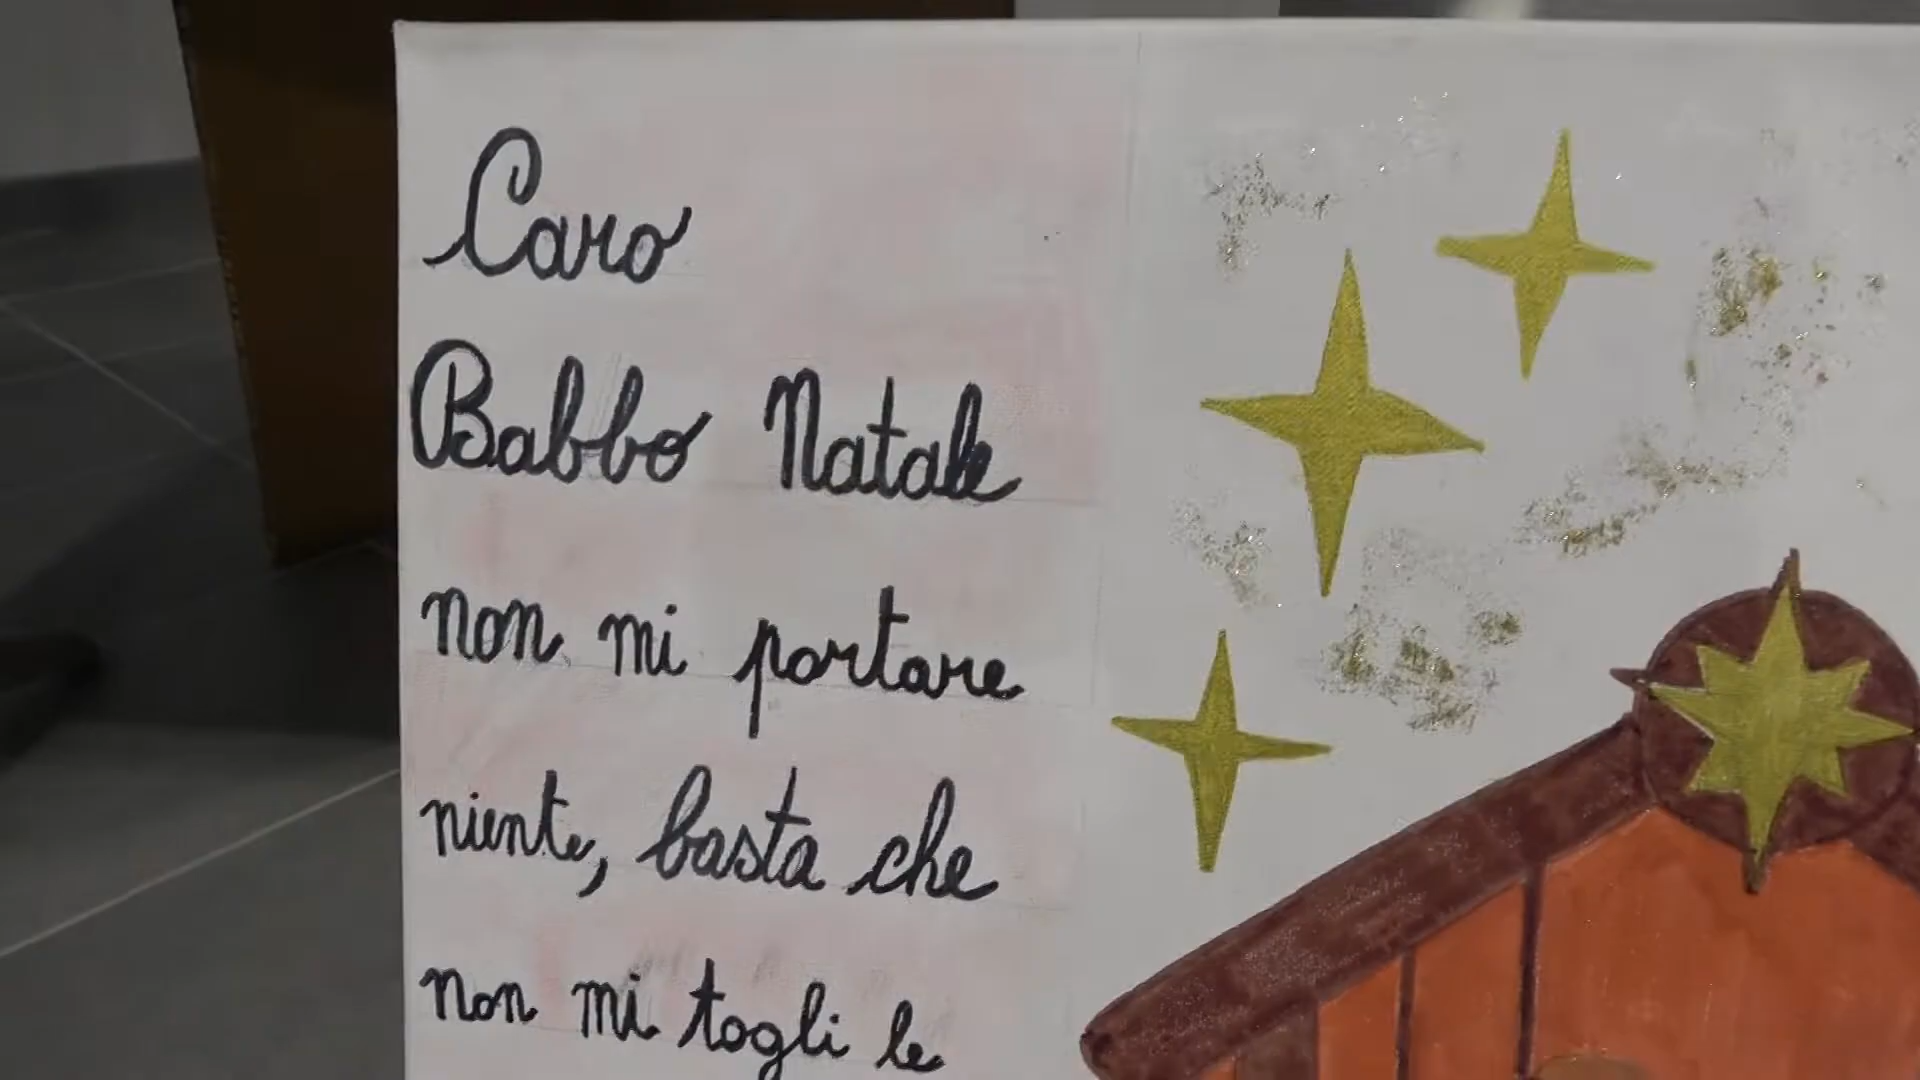 Caro
Babbo Natale
non mi portare
niente, basta che
non mi togli le